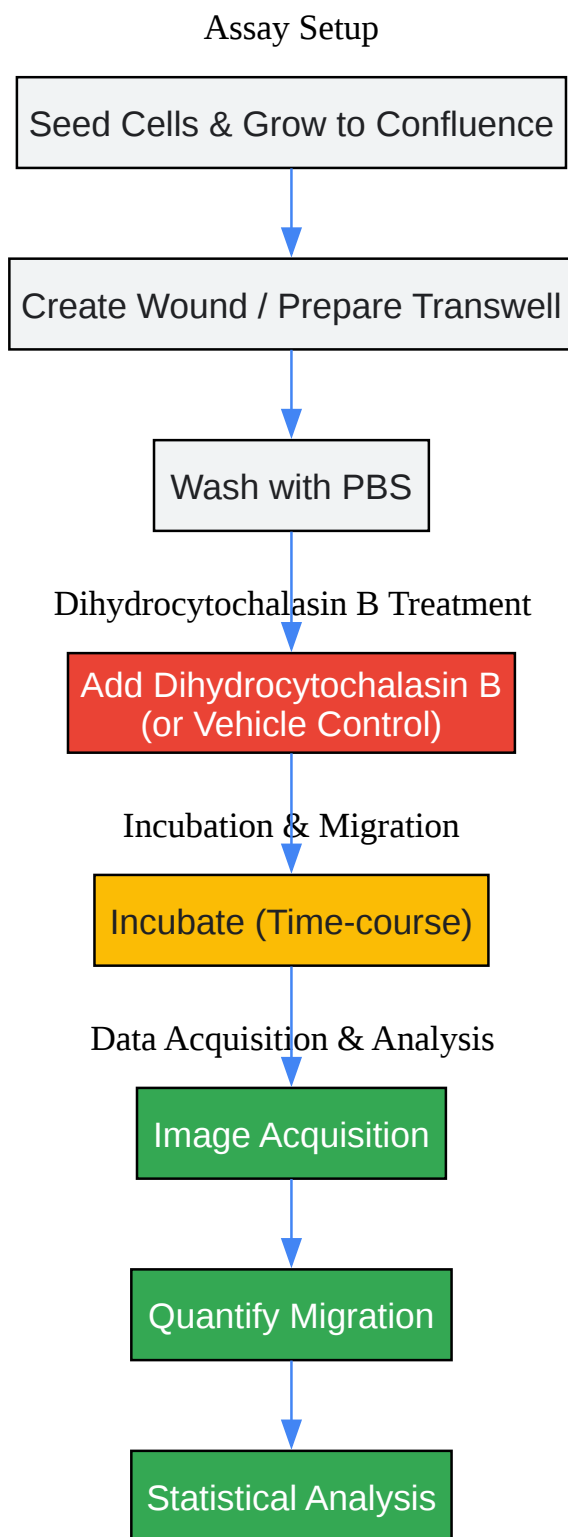 Assay Setup
Seed Cells & Grow to Confluence
Create Wound / Prepare Transwell
Wash with PBS
Dihydrocytochalasin B Treatment
Add Dihydrocytochalasin B
(or Vehicle Control)
Incubation & Migration
Incubate (Time-course)
Data Acquisition & Analysis
Image Acquisition
Quantify Migration
Statistical Analysis